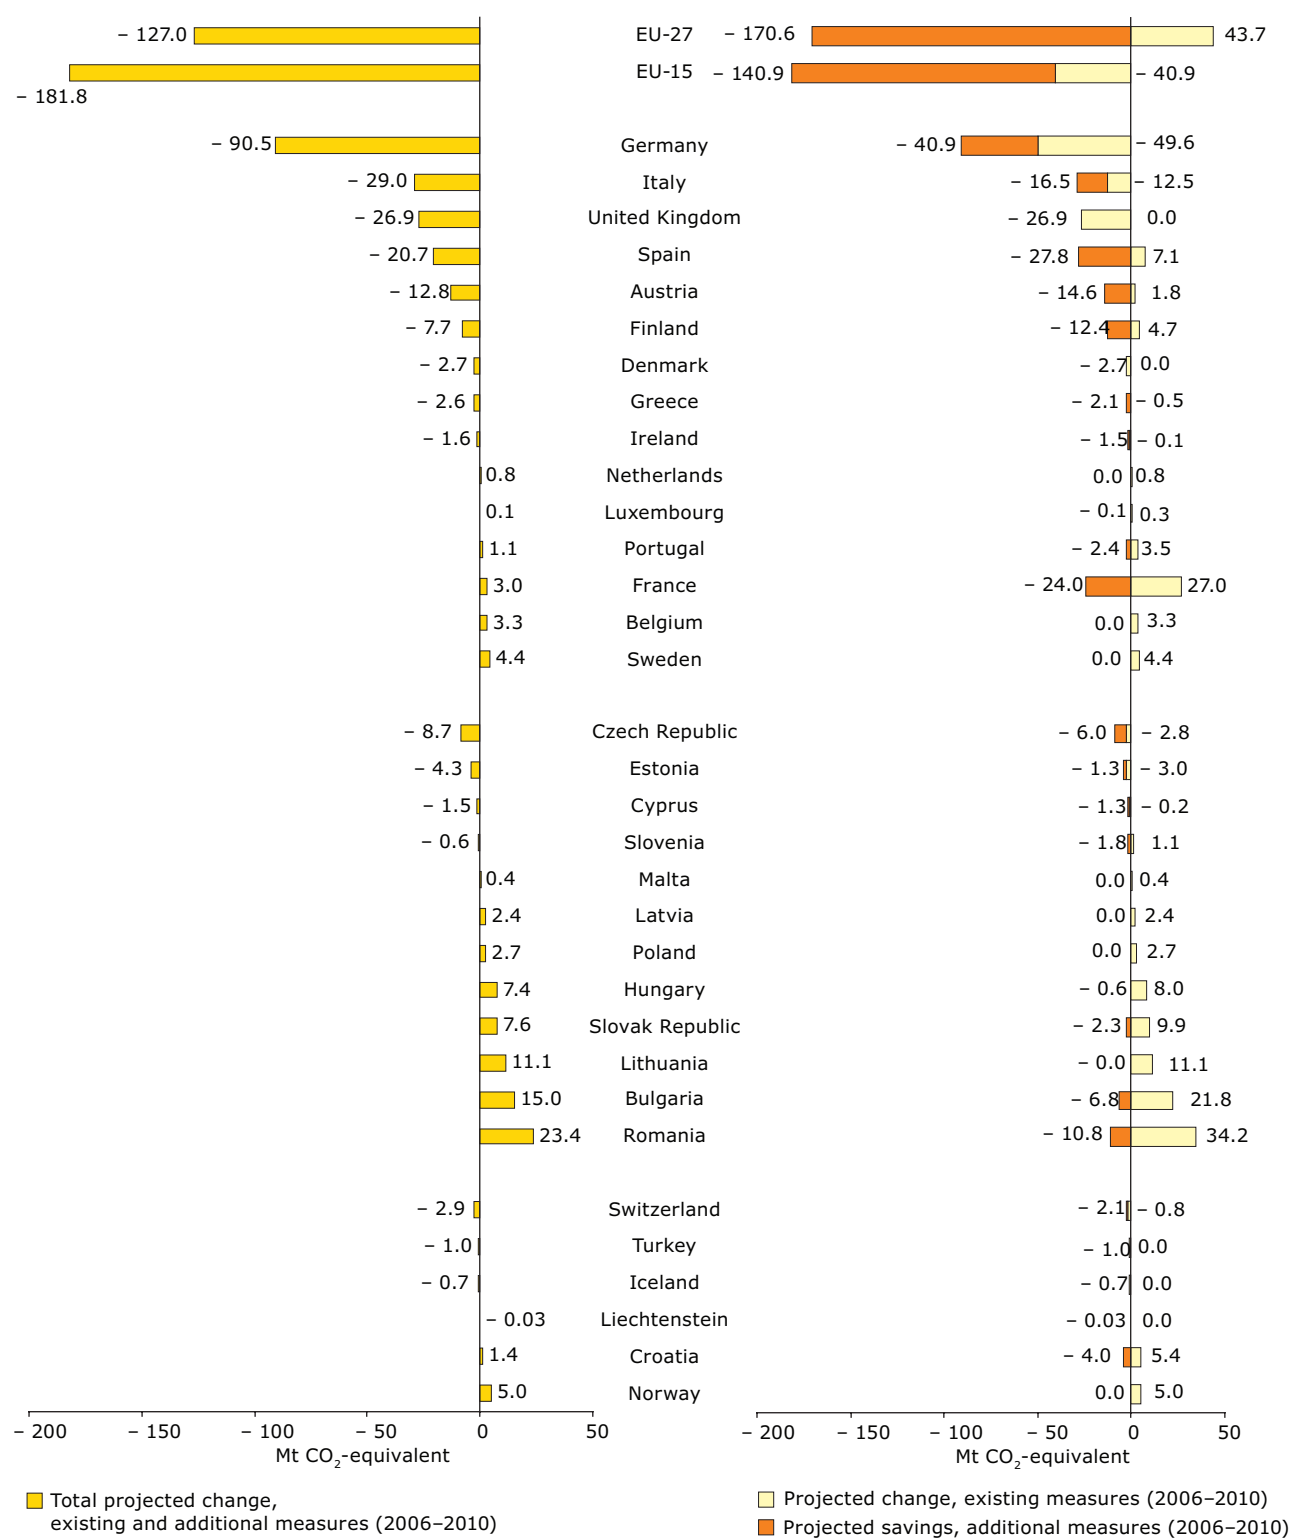 – 127.0 EU-27 – 170.6 43.7
EU-15 – 140.9 – 40.9
– 181.8
– 90.5 Germany – 40.9 – 49.6
– 29.0 Italy – 16.5 – 12.5
– 26.9 United Kingdom – 26.9 0.0
– 20.7 Spain – 27.8 7.1
– 12.8 Austria – 14.6 1.8
– 7.7 Finland – 12.4 4.7
– 2.7 Denmark – 2.7 0.0
– 2.6 Greece – 2.1 – 0.5
– 1.6 Ireland – 1.5 – 0.1
0.8 Netherlands 0.0 0.8
0.1 Luxembourg – 0.1 0.3
1.1 Portugal – 2.4 3.5
3.0 France – 24.0 27.0
3.3 Belgium 0.0 3.3
4.4 Sweden 0.0 4.4
– 8.7 Czech Republic – 6.0 – 2.8
– 4.3 Estonia – 1.3 – 3.0
– 1.5 Cyprus – 1.3 – 0.2
– 0.6 Slovenia – 1.8 1.1
0.4 Malta 0.0 0.4
2.4 Latvia 0.0 2.4
2.7 Poland 0.0 2.7
7.4 Hungary – 0.6 8.0
7.6 Slovak Republic – 2.3 9.9
11.1 Lithuania – 0.0 11.1
15.0 Bulgaria – 6.8 21.8
23.4 Romania – 10.8 34.2
– 2.9 Switzerland – 2.1 – 0.8
– 1.0 Turkey – 1.0 0.0
– 0.7 Iceland – 0.7 0.0
– 0.03 Liechtenstein – 0.03 0.0
1.4 Croatia – 4.0 5.4
5.0 Norway 0.0 5.0
– 200 – 150 – 100 – 50 0 50 – 200 – 150 – 100 – 50 0 50
Mt CO₂-equivalent Mt CO₂-equivalent
Total projected change,
existing and additional measures (2006–2010)
Projected change, existing measures (2006–2010)
Projected savings, additional measures (2006–2010)